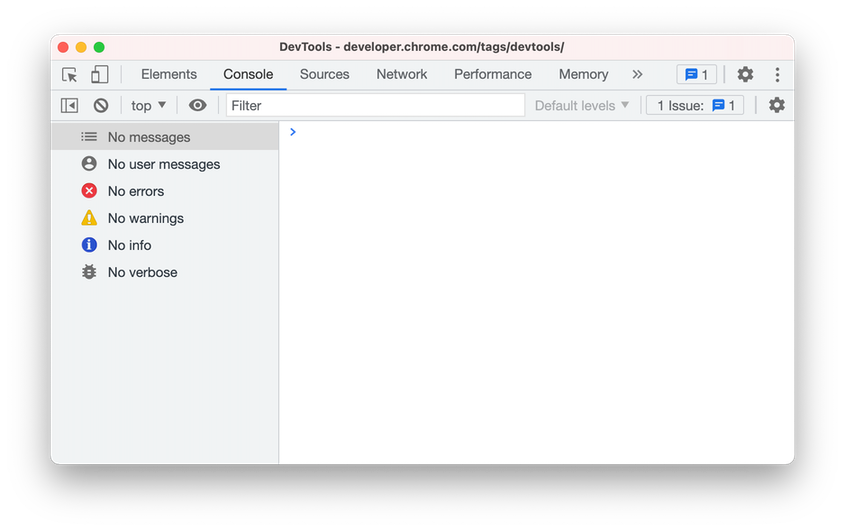 DevTools - developer.chrome.com/tags/devtools/
Elements Console Sources Network Performance Memory » 1
top Filter Default levels 1 Issue: 1
No messages
No user messages
No errors
No warnings
No info
No verbose